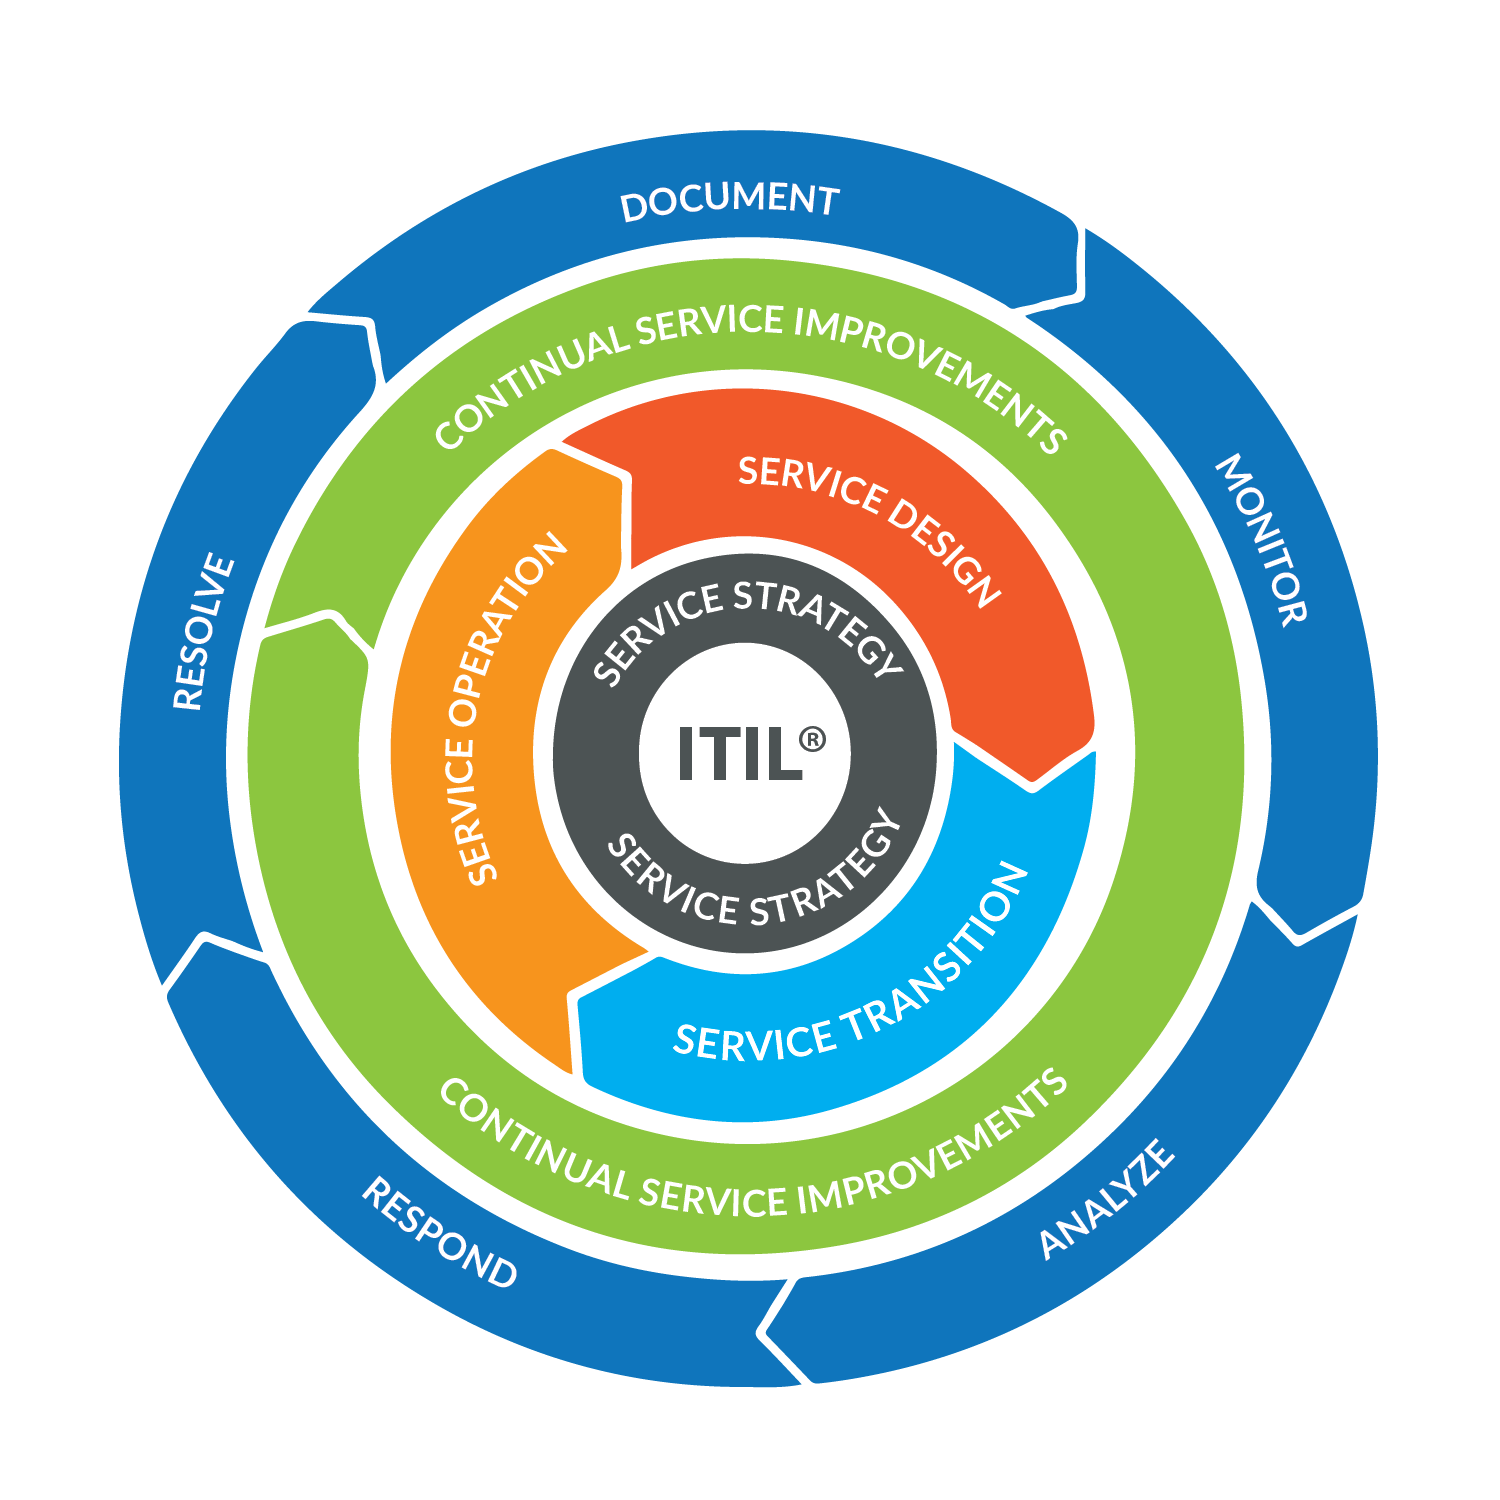 DOCUMENT
MONITOR
ANALYZE
RESPOND
RESOLVE
CONTINUAL SERVICE IMPROVEMENTS
CONTINUAL SERVICE IMPROVEMENTS
SERVICE DESIGN
SERVICE TRANSITION
SERVICE OPERATION
SERVICE STRATEGY
ITIL®
SERVICE STRATEGY